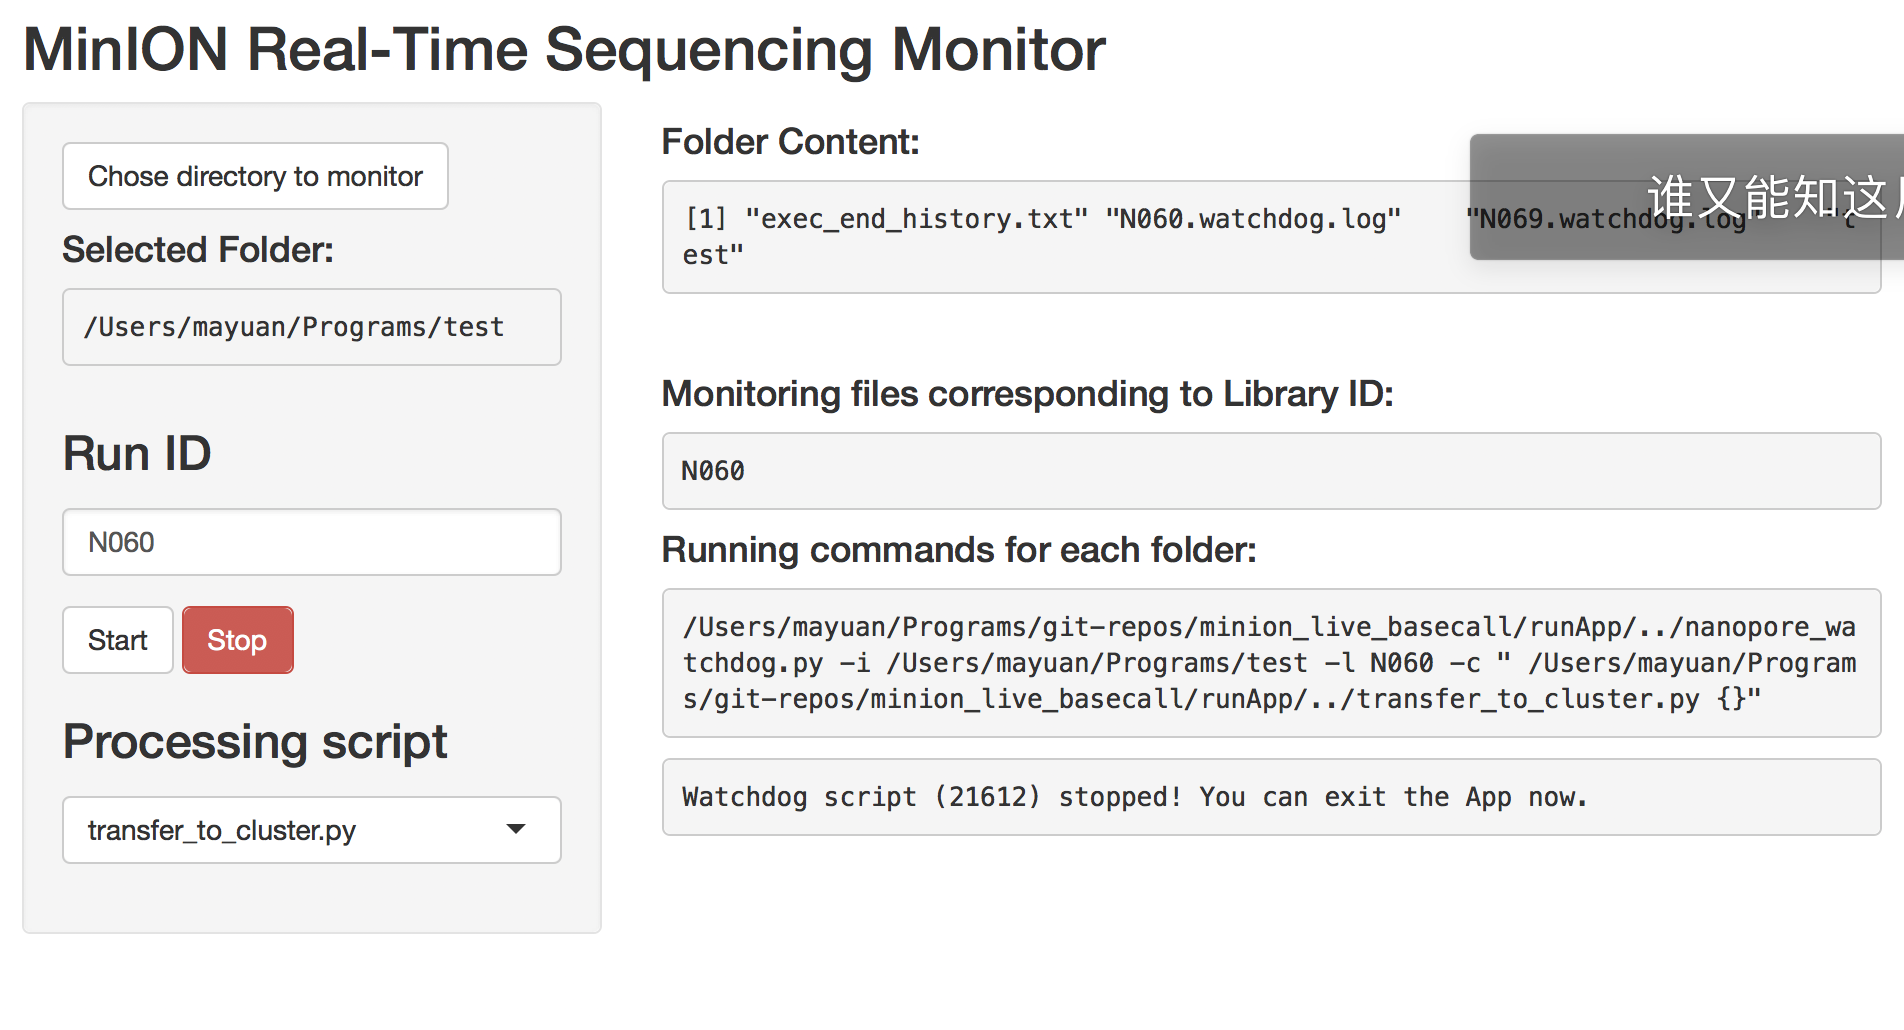 MinION Real-Time Sequencing Monitor
Chose directory to monitor
Selected Folder:
/Users/mayuan/Programs/test
Run ID
N060
Start
Stop
Processing script
transfer_to_cluster.py
Folder Content:
[1] "exec_end_history.txt" "N060.watchdog.log" "N069.watchdog.log" "t
est"
谁又能知这
Monitoring files corresponding to Library ID:
N060
Running commands for each folder:
/Users/mayuan/Programs/git-repos/minion_live_basecall/runApp/../nanopore_wa
tchdog.py -i /Users/mayuan/Programs/test -l N060 -c " /Users/mayuan/Program
s/git-repos/minion_live_basecall/runApp/../transfer_to_cluster.py {}"
Watchdog script (21612) stopped! You can exit the App now.